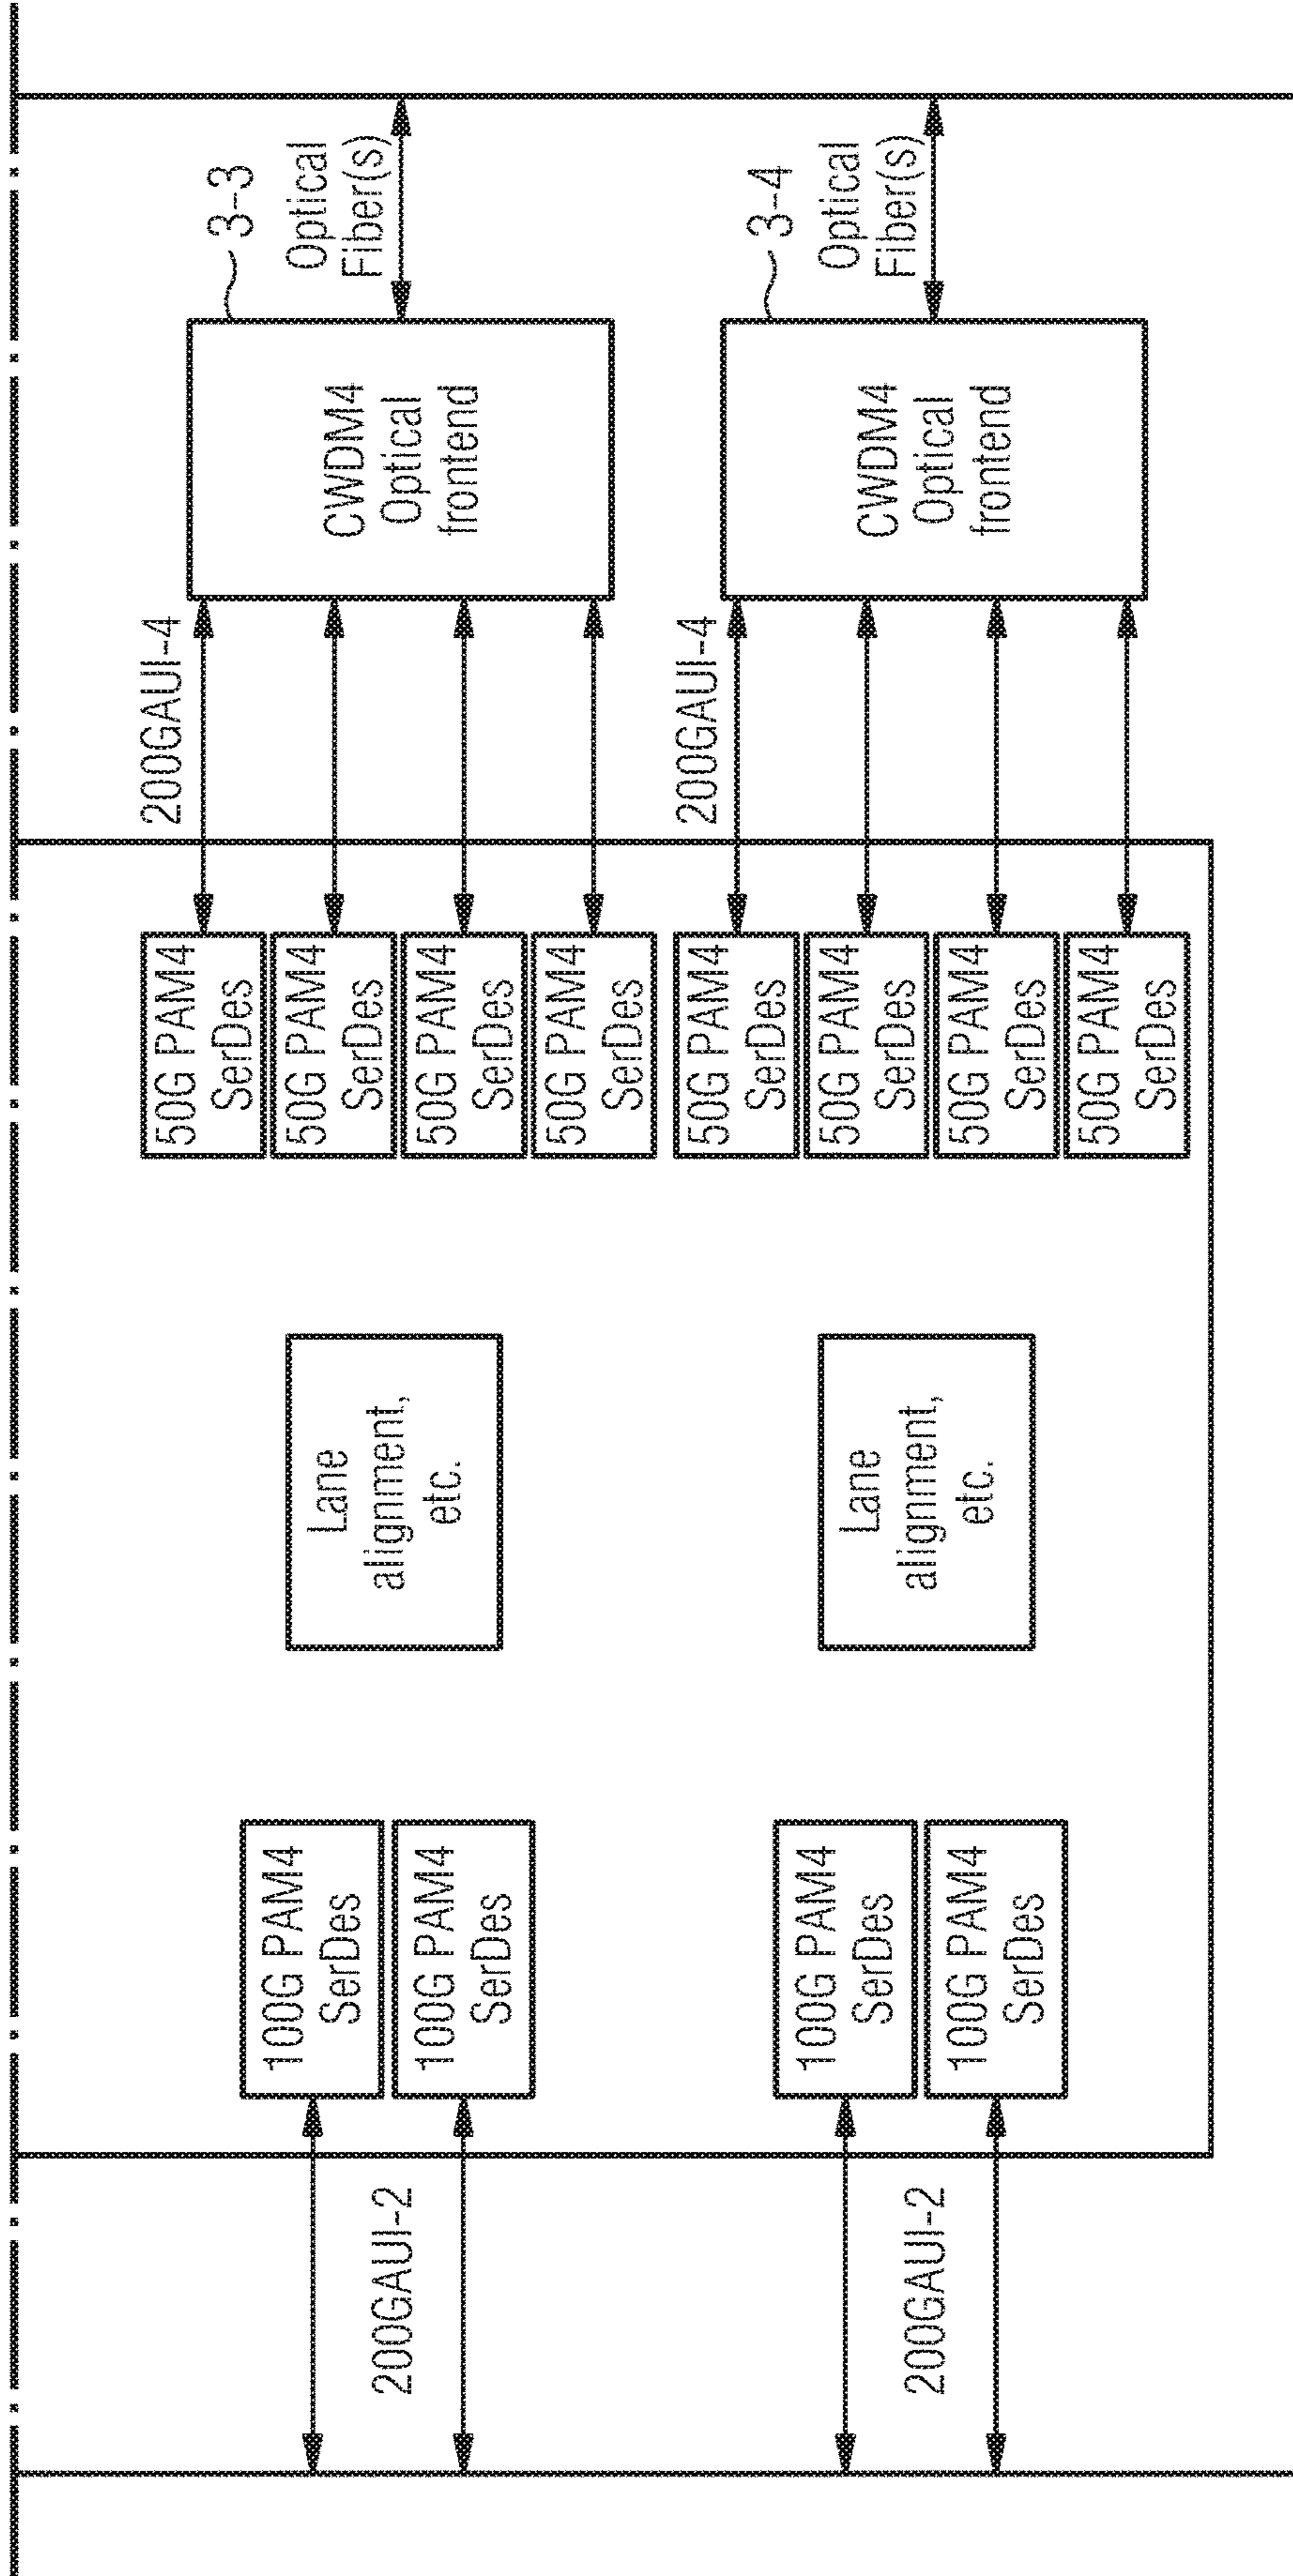 200GAUI-2
100G PAM4
SerDes
100G PAM4
SerDes
Lane
alignment,
etc.
50G PAM4
SerDes
50G PAM4
SerDes
50G PAM4
SerDes
50G PAM4
SerDes
200GAUI-4
CWDM4
Optical
frontend
3-3
Optical
Fiber(s)
200GAUI-2
100G PAM4
SerDes
100G PAM4
SerDes
Lane
alignment,
etc.
50G PAM4
SerDes
50G PAM4
SerDes
50G PAM4
SerDes
50G PAM4
SerDes
200GAUI-4
CWDM4
Optical
frontend
3-4
Optical
Fiber(s)